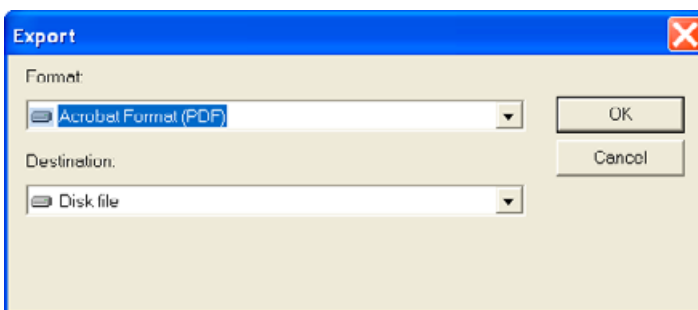 Export
Format:
Acrobat Format (PDF)
OK
Destination:
Cancel
Disk file